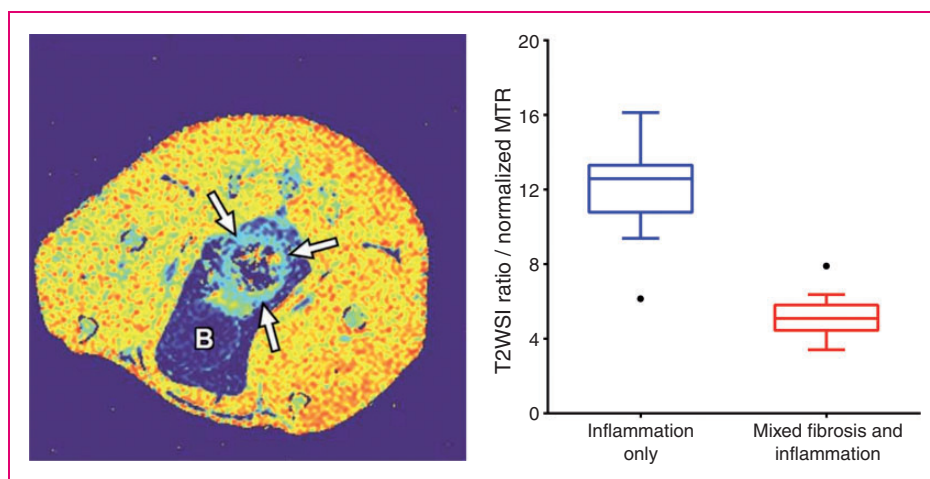 B
T2WSI ratio / normalized MTR
20
16
12
8
4
0
Inflammation
only
Mixed fibrosis and
inflammation